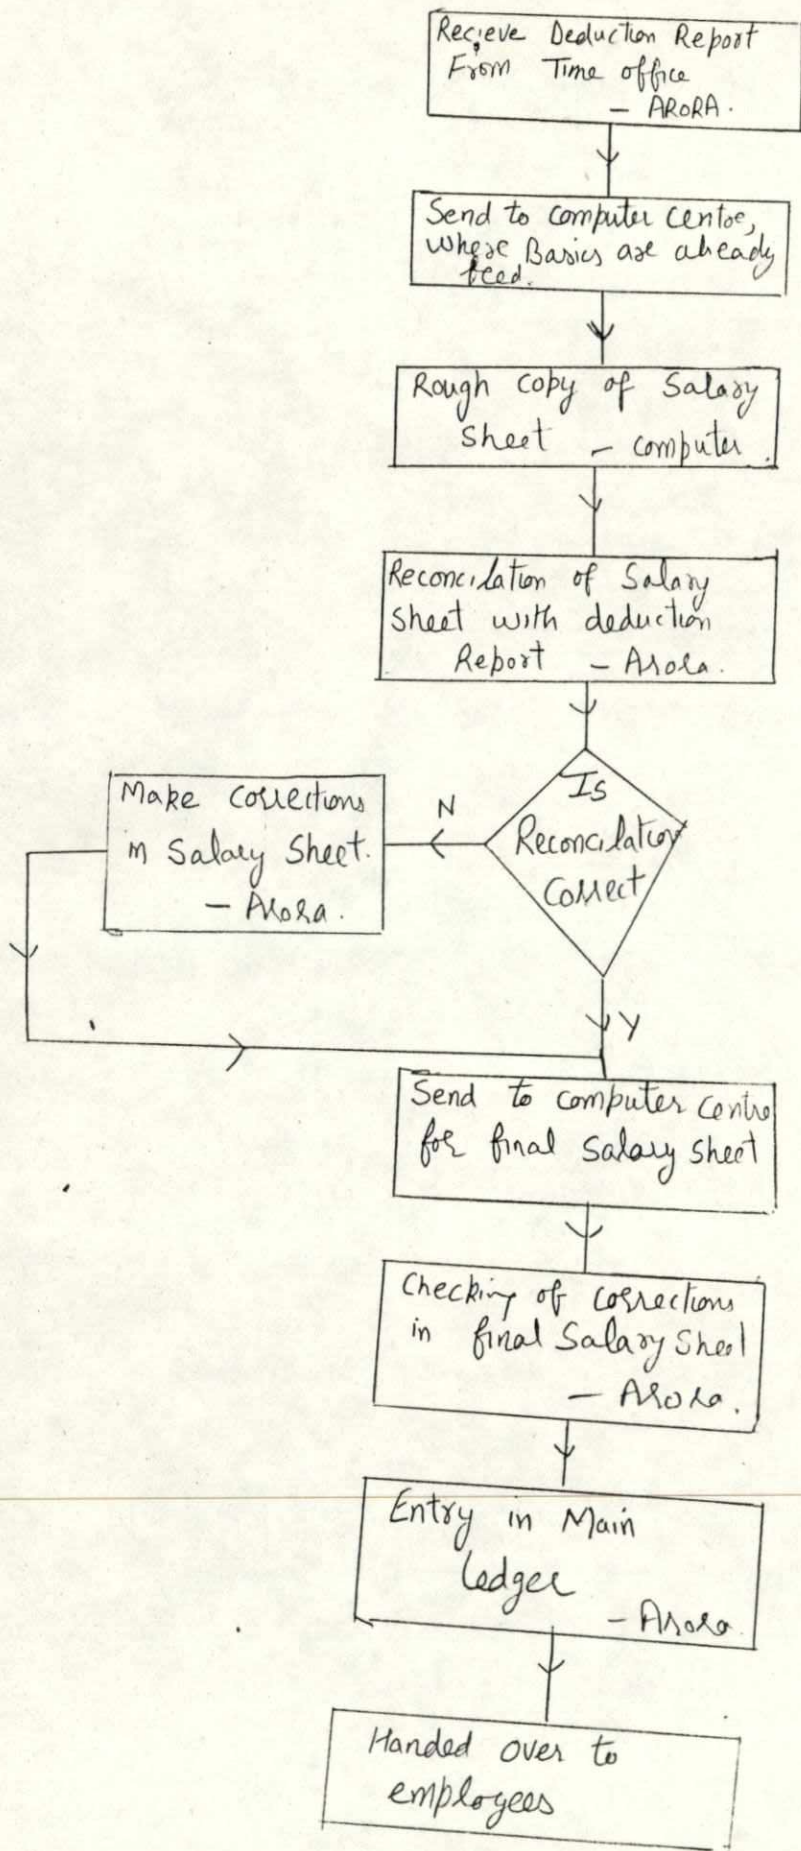 Recieve Deduction Report
From Time office
- ARORA.
Send to computer centre,
where Basics are already
feed.
Rough copy of Salary
Sheet - computer.
Reconcilation of Salary
Sheet with deduction
Report - Arora.
Is
Reconcilation
Correct
N
Make Corrections
in Salary Sheet.
- Arora.
Y
Send to computer centre
for final Salary Sheet
Checking of corrections
in final Salary Sheet
- Arora.
Entry in Main
Ledger
- Arora
Handed over to
employees